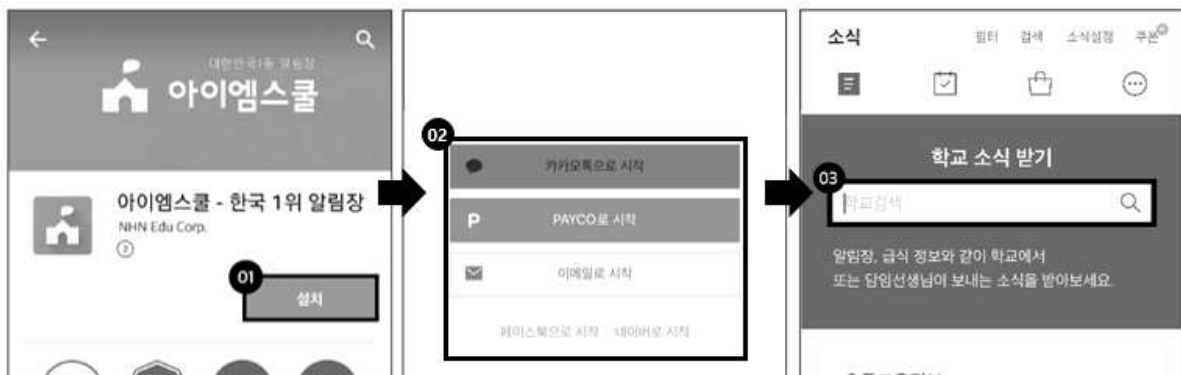 대한민국1등 알림장
아이엠스쿨
아이엠스쿨 - 한국 1위 알림장
NHN Edu Corp.
3
01
설치
02
카카오톡으로 시작
P
PAYCO로 시작
이메일로 시작
페이스북으로 시작 네이버로 시작
소식
필터 검색 소식설정 쿠폰
학교 소식 받기
03
학교검색
알림장, 급식 정보와 같이 학교에서
또는 담임선생님이 보내는 소식을 받아보세요.